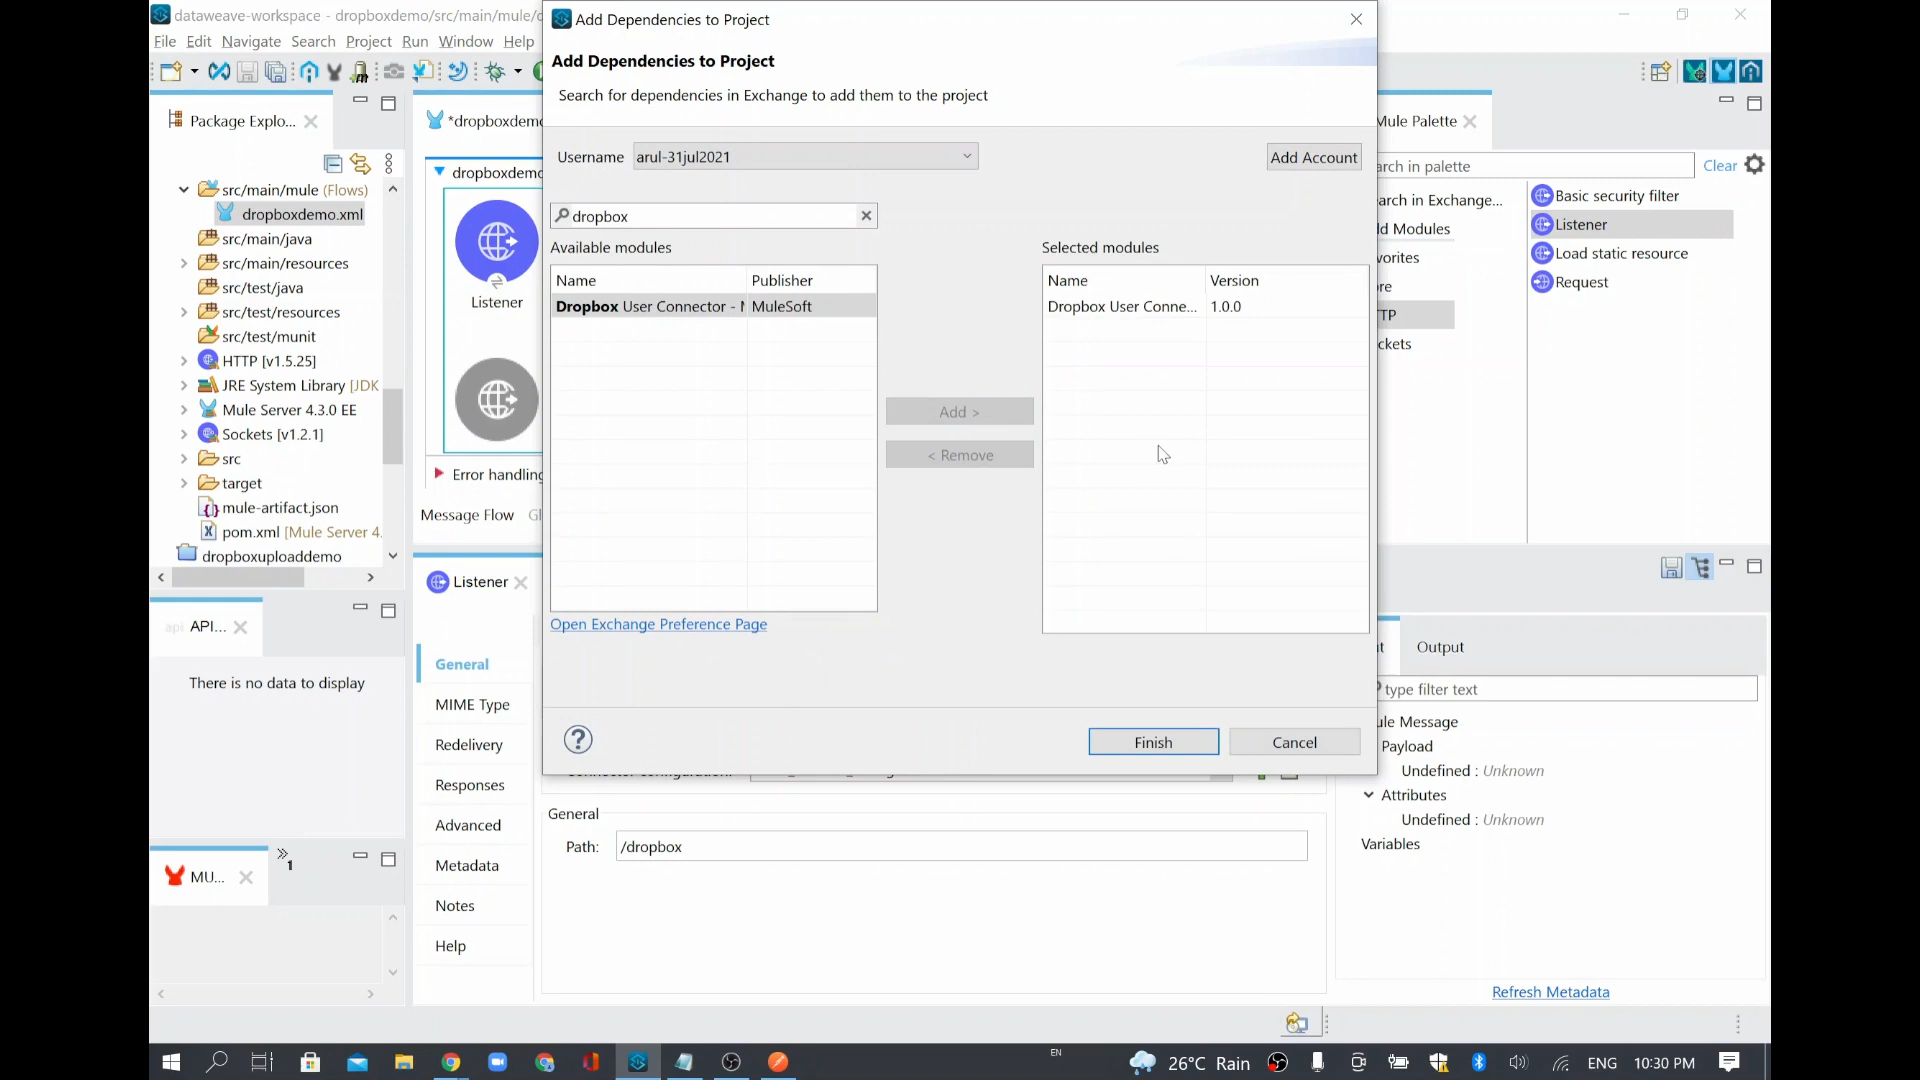 dataweave-workspace - dropboxdemo/src/main/mule/
File Edit Navigate Search Project Run Window Help
Package Explo...
src/main/mule (Flows)
dropboxdemo.xml
src/main/java
src/main/resources
src/test/java
src/test/resources
src/test/munit
HTTP [v1.5.25]
JRE System Library [JDK
Mule Server 4.3.0 EE
Sockets [v1.2.1]
src
target
mule-artifact.json
pom.xml [Mule Server 4.
dropboxuploaddemo
API...
There is no data to display
MU...
1
*dropboxdemo
dropboxdemo
Listener
Error handling
Message Flow Gl
Listener
General
MIME Type
Redelivery
Responses
Advanced
Metadata
Notes
Help
Add Dependencies to Project
Add Dependencies to Project
Search for dependencies in Exchange to add them to the project
Username arul-31jul2021
Add Account
dropbox
Available modules
Name Publisher
Dropbox User Connector - MuleSoft
Add >
< Remove
Selected modules
Name Version
Dropbox User Conne... 1.0.0
Open Exchange Preference Page
Finish Cancel
General
Path: /dropbox
Mule Palette
arch in palette
Clear
arch in Exchange...
d Modules
vorites
re
TP
ckets
Basic security filter
Listener
Load static resource
Request
t Output
type filter text
ule Message
Payload
Undefined : Unknown
Attributes
Undefined : Unknown
Variables
Refresh Metadata
EN
26°C Rain
ENG
10:30 PM